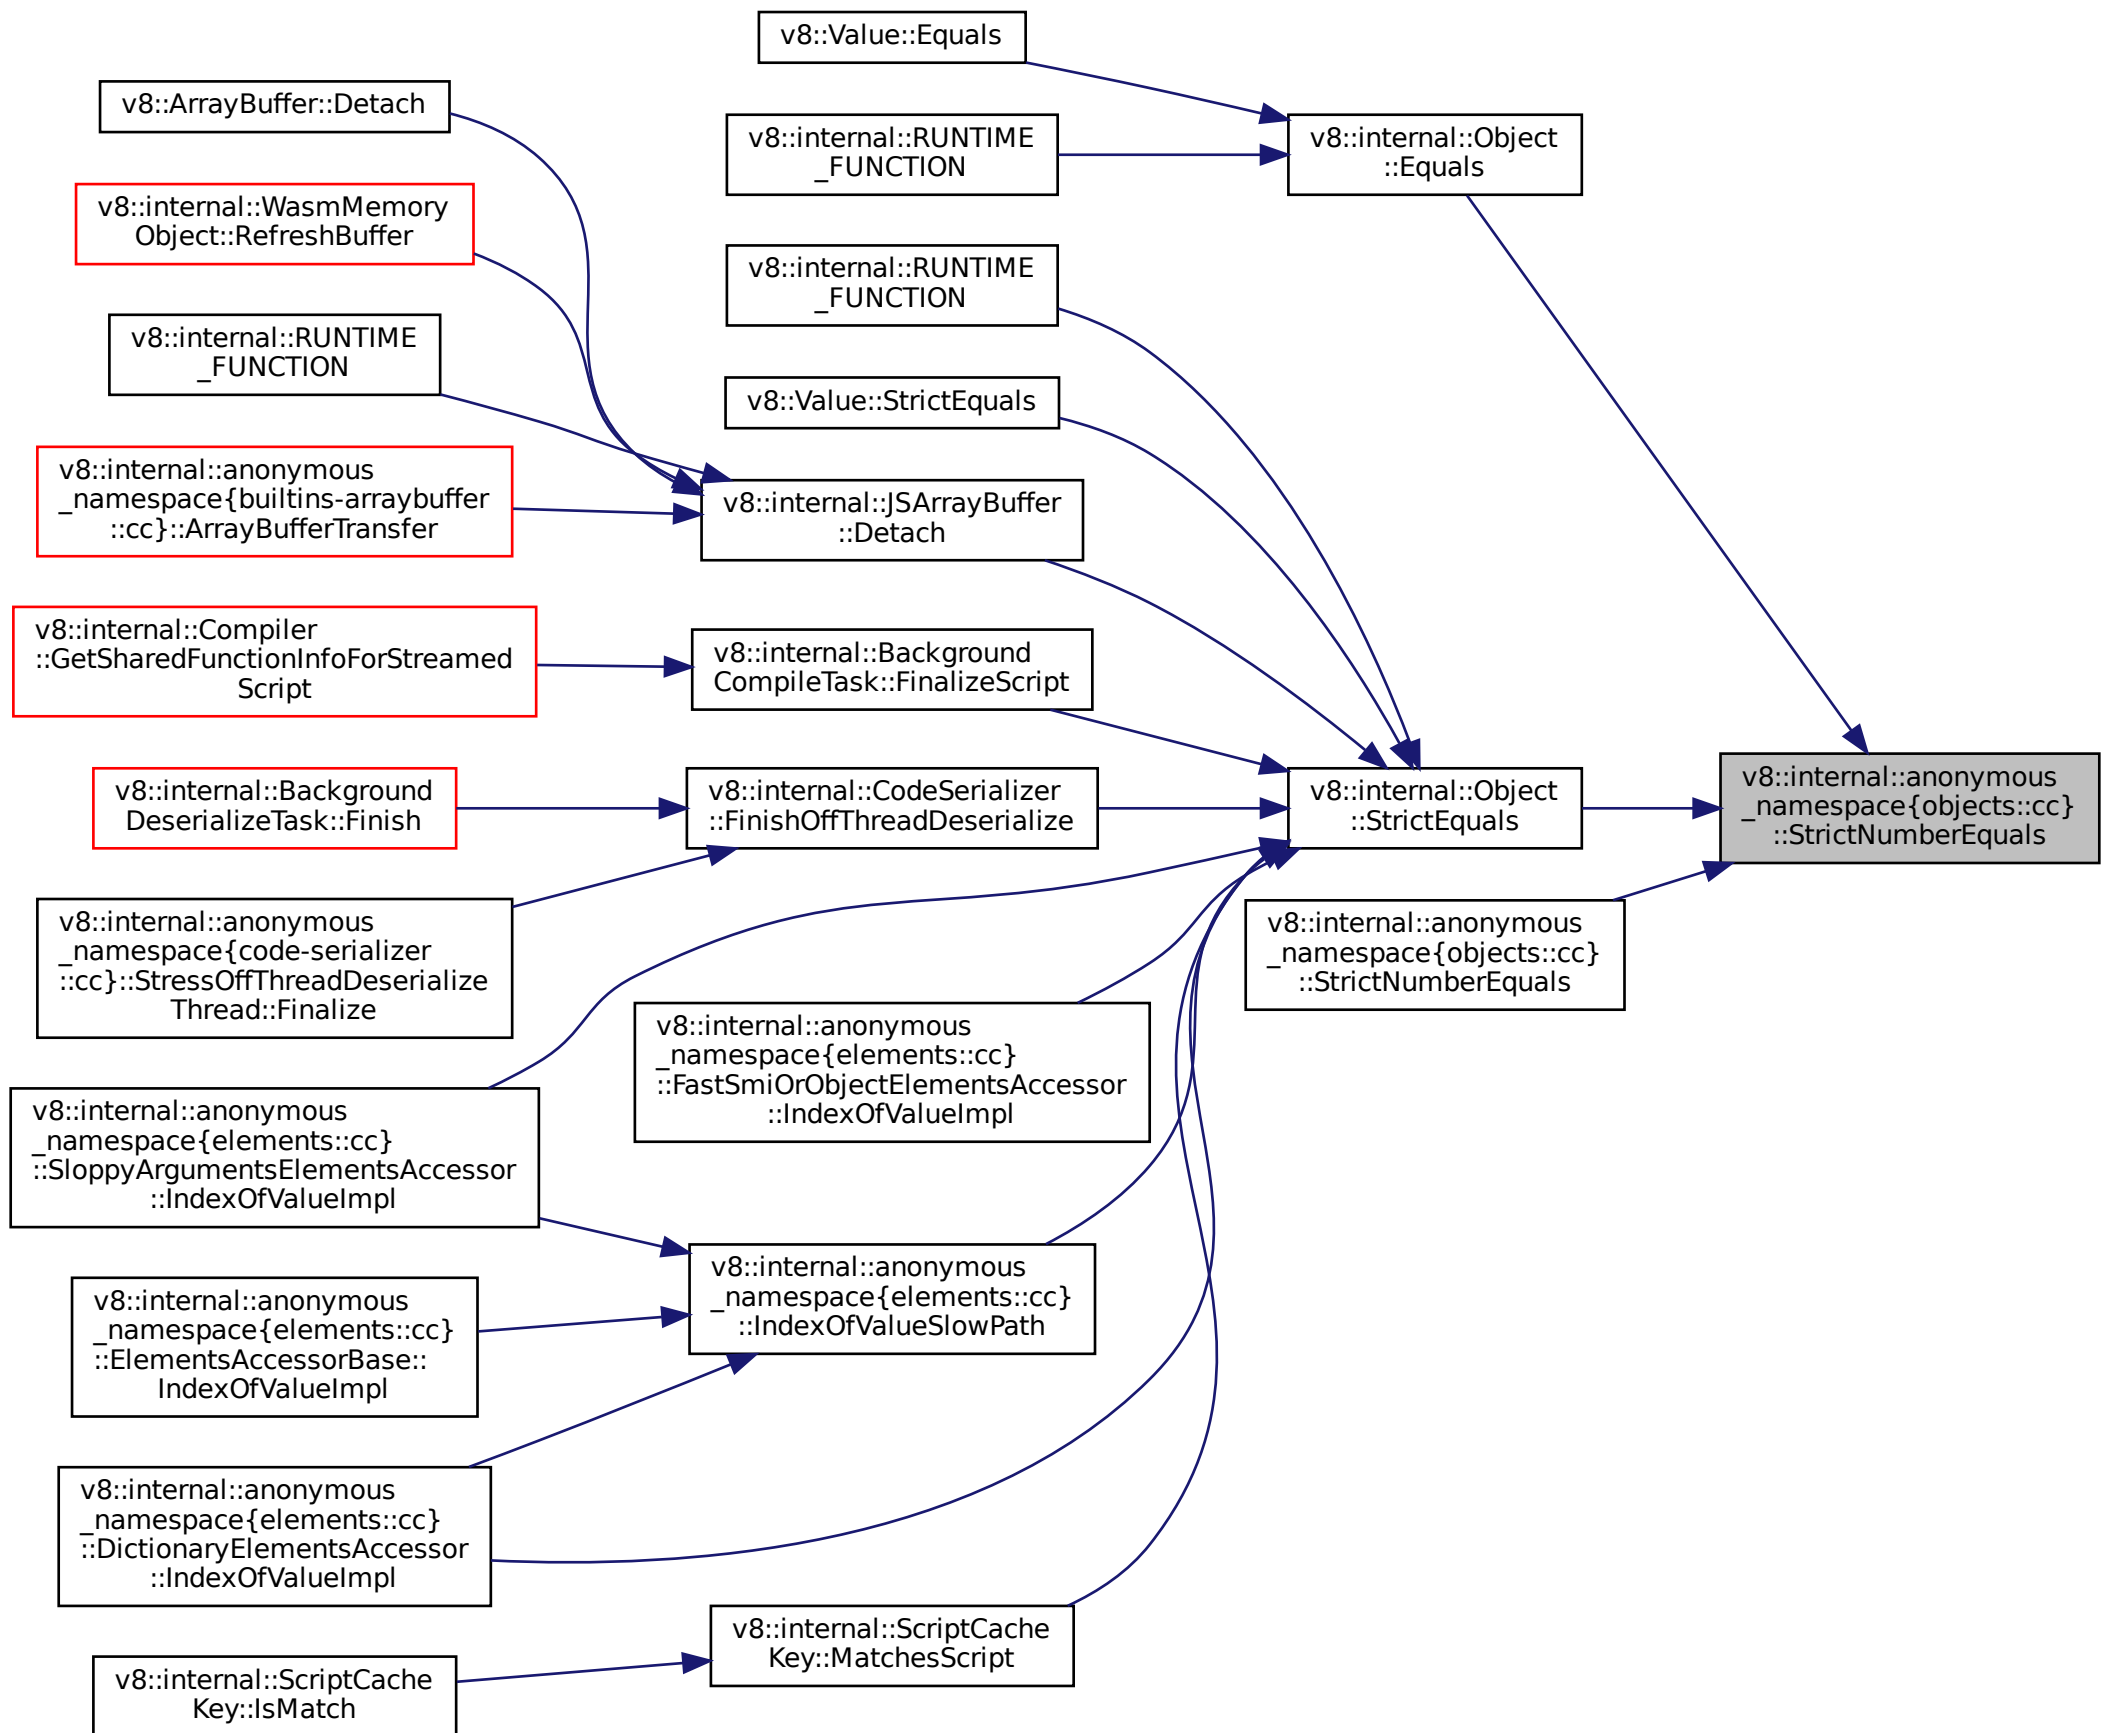 v8::Value::Equals
v8::ArrayBuffer::Detach
v8::internal::RUNTIME
_FUNCTION
v8::internal::Object
::Equals
v8::internal::WasmMemory
Object::RefreshBuffer
v8::internal::RUNTIME
_FUNCTION
v8::internal::RUNTIME
_FUNCTION
v8::Value::StrictEquals
v8::internal::anonymous
_namespace{builtins-arraybuffer
::cc}::ArrayBufferTransfer
v8::internal::JSArrayBuffer
::Detach
v8::internal::Compiler
::GetSharedFunctionInfoForStreamed
Script
v8::internal::Background
CompileTask::FinalizeScript
v8::internal::Background
DeserializeTask::Finish
v8::internal::CodeSerializer
::FinishOffThreadDeserialize
v8::internal::Object
::StrictEquals
v8::internal::anonymous
_namespace{objects::cc}
::StrictNumberEquals
v8::internal::anonymous
_namespace{code-serializer
::cc}::StressOffThreadDeserialize
Thread::Finalize
v8::internal::anonymous
_namespace{objects::cc}
::StrictNumberEquals
v8::internal::anonymous
_namespace{elements::cc}
::FastSmiOrObjectElementsAccessor
::IndexOfValueImpl
v8::internal::anonymous
_namespace{elements::cc}
::SloppyArgumentsElementsAccessor
::IndexOfValueImpl
v8::internal::anonymous
_namespace{elements::cc}
::IndexOfValueSlowPath
v8::internal::anonymous
_namespace{elements::cc}
::ElementsAccessorBase::
IndexOfValueImpl
v8::internal::anonymous
_namespace{elements::cc}
::DictionaryElementsAccessor
::IndexOfValueImpl
v8::internal::ScriptCache
Key::MatchesScript
v8::internal::ScriptCache
Key::IsMatch